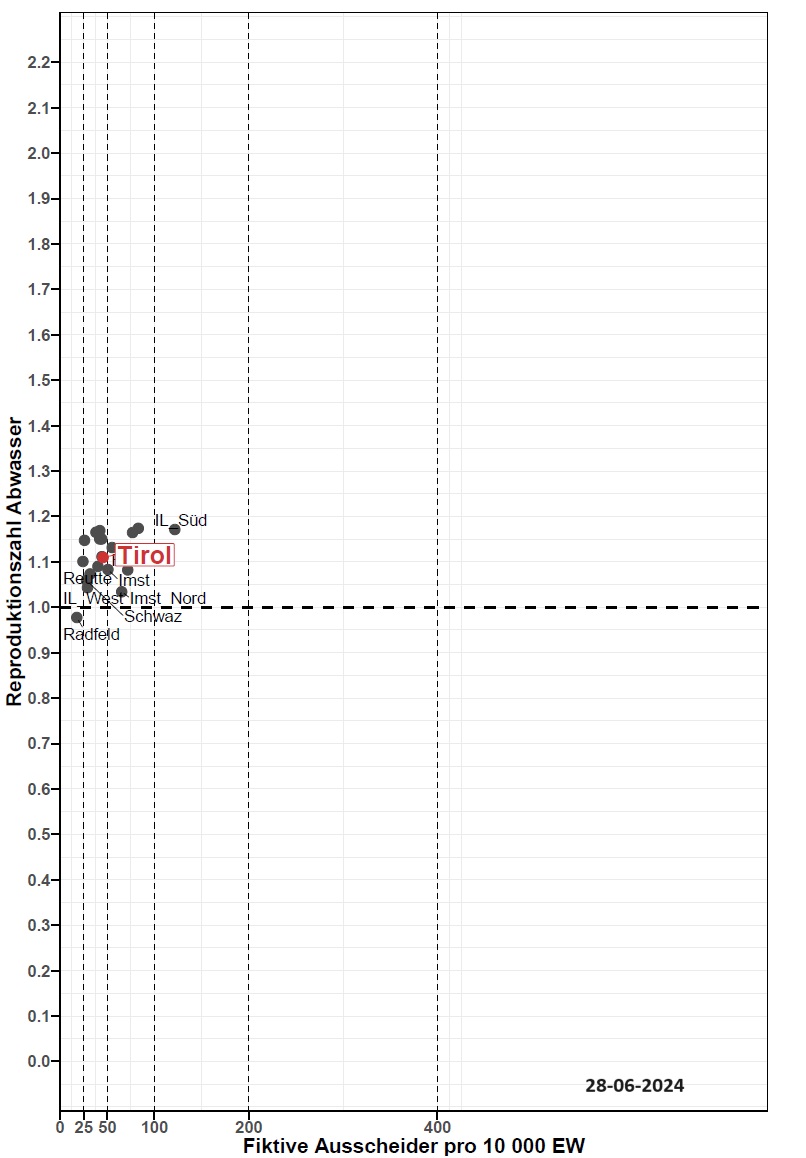 Reproduktionszahl Abwasser
2.2
2.1
2.0
1.9
1.8
1.7
1.6
1.5
1.4
1.3
1.2
1.1
1.0
0.9
0.8
0.7
0.6
0.5
0.4
0.3
0.2
0.1
0.0
IL_Süd
Tirol
Reutte
Imst
IL_West
Imst_Nord
Schwaz
Radfeld
28-06-2024
0 25 50 100 200 400
Fiktive Ausscheider pro 10 000 EW